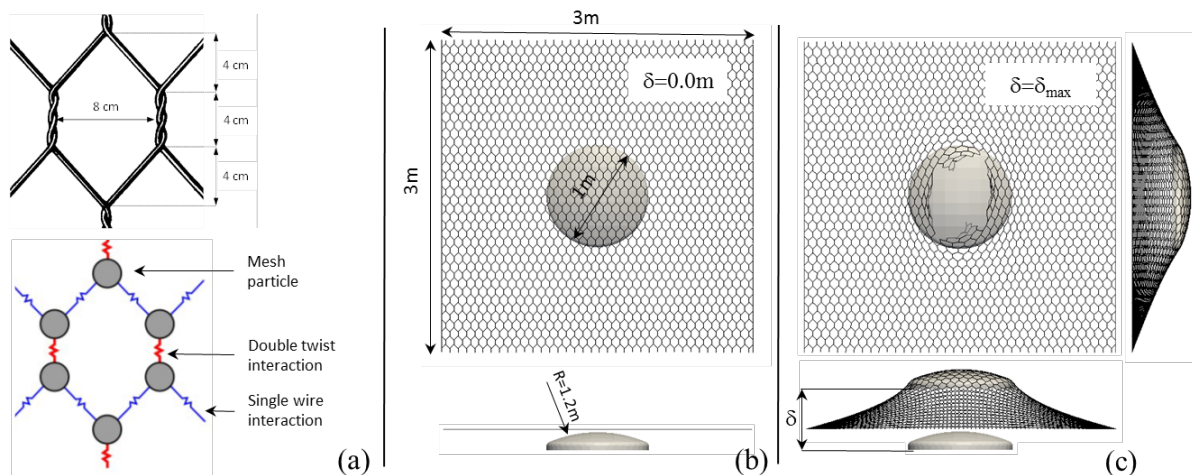 4 cm
8 cm
4 cm
4 cm
Mesh
particle
Double twist
interaction
Single wire
interaction
(a)
3m
3m
δ=0.0m
1m
R=1.2m
(b)
δ=δmax
δ
(c)